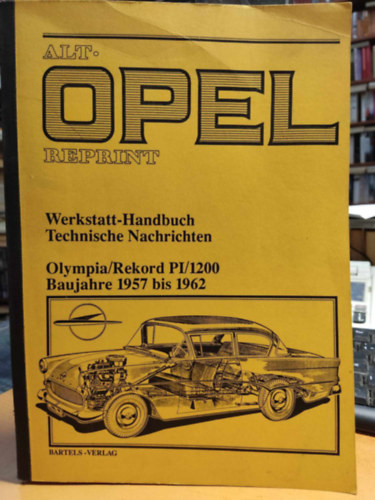 ALT-
OPEL
REPRINT
Werkstatt-Handbuch
Technische Nachrichten
Olympia/Rekord PI/1200
Baujahre 1957 bis 1962
BARTELS-VERLAG